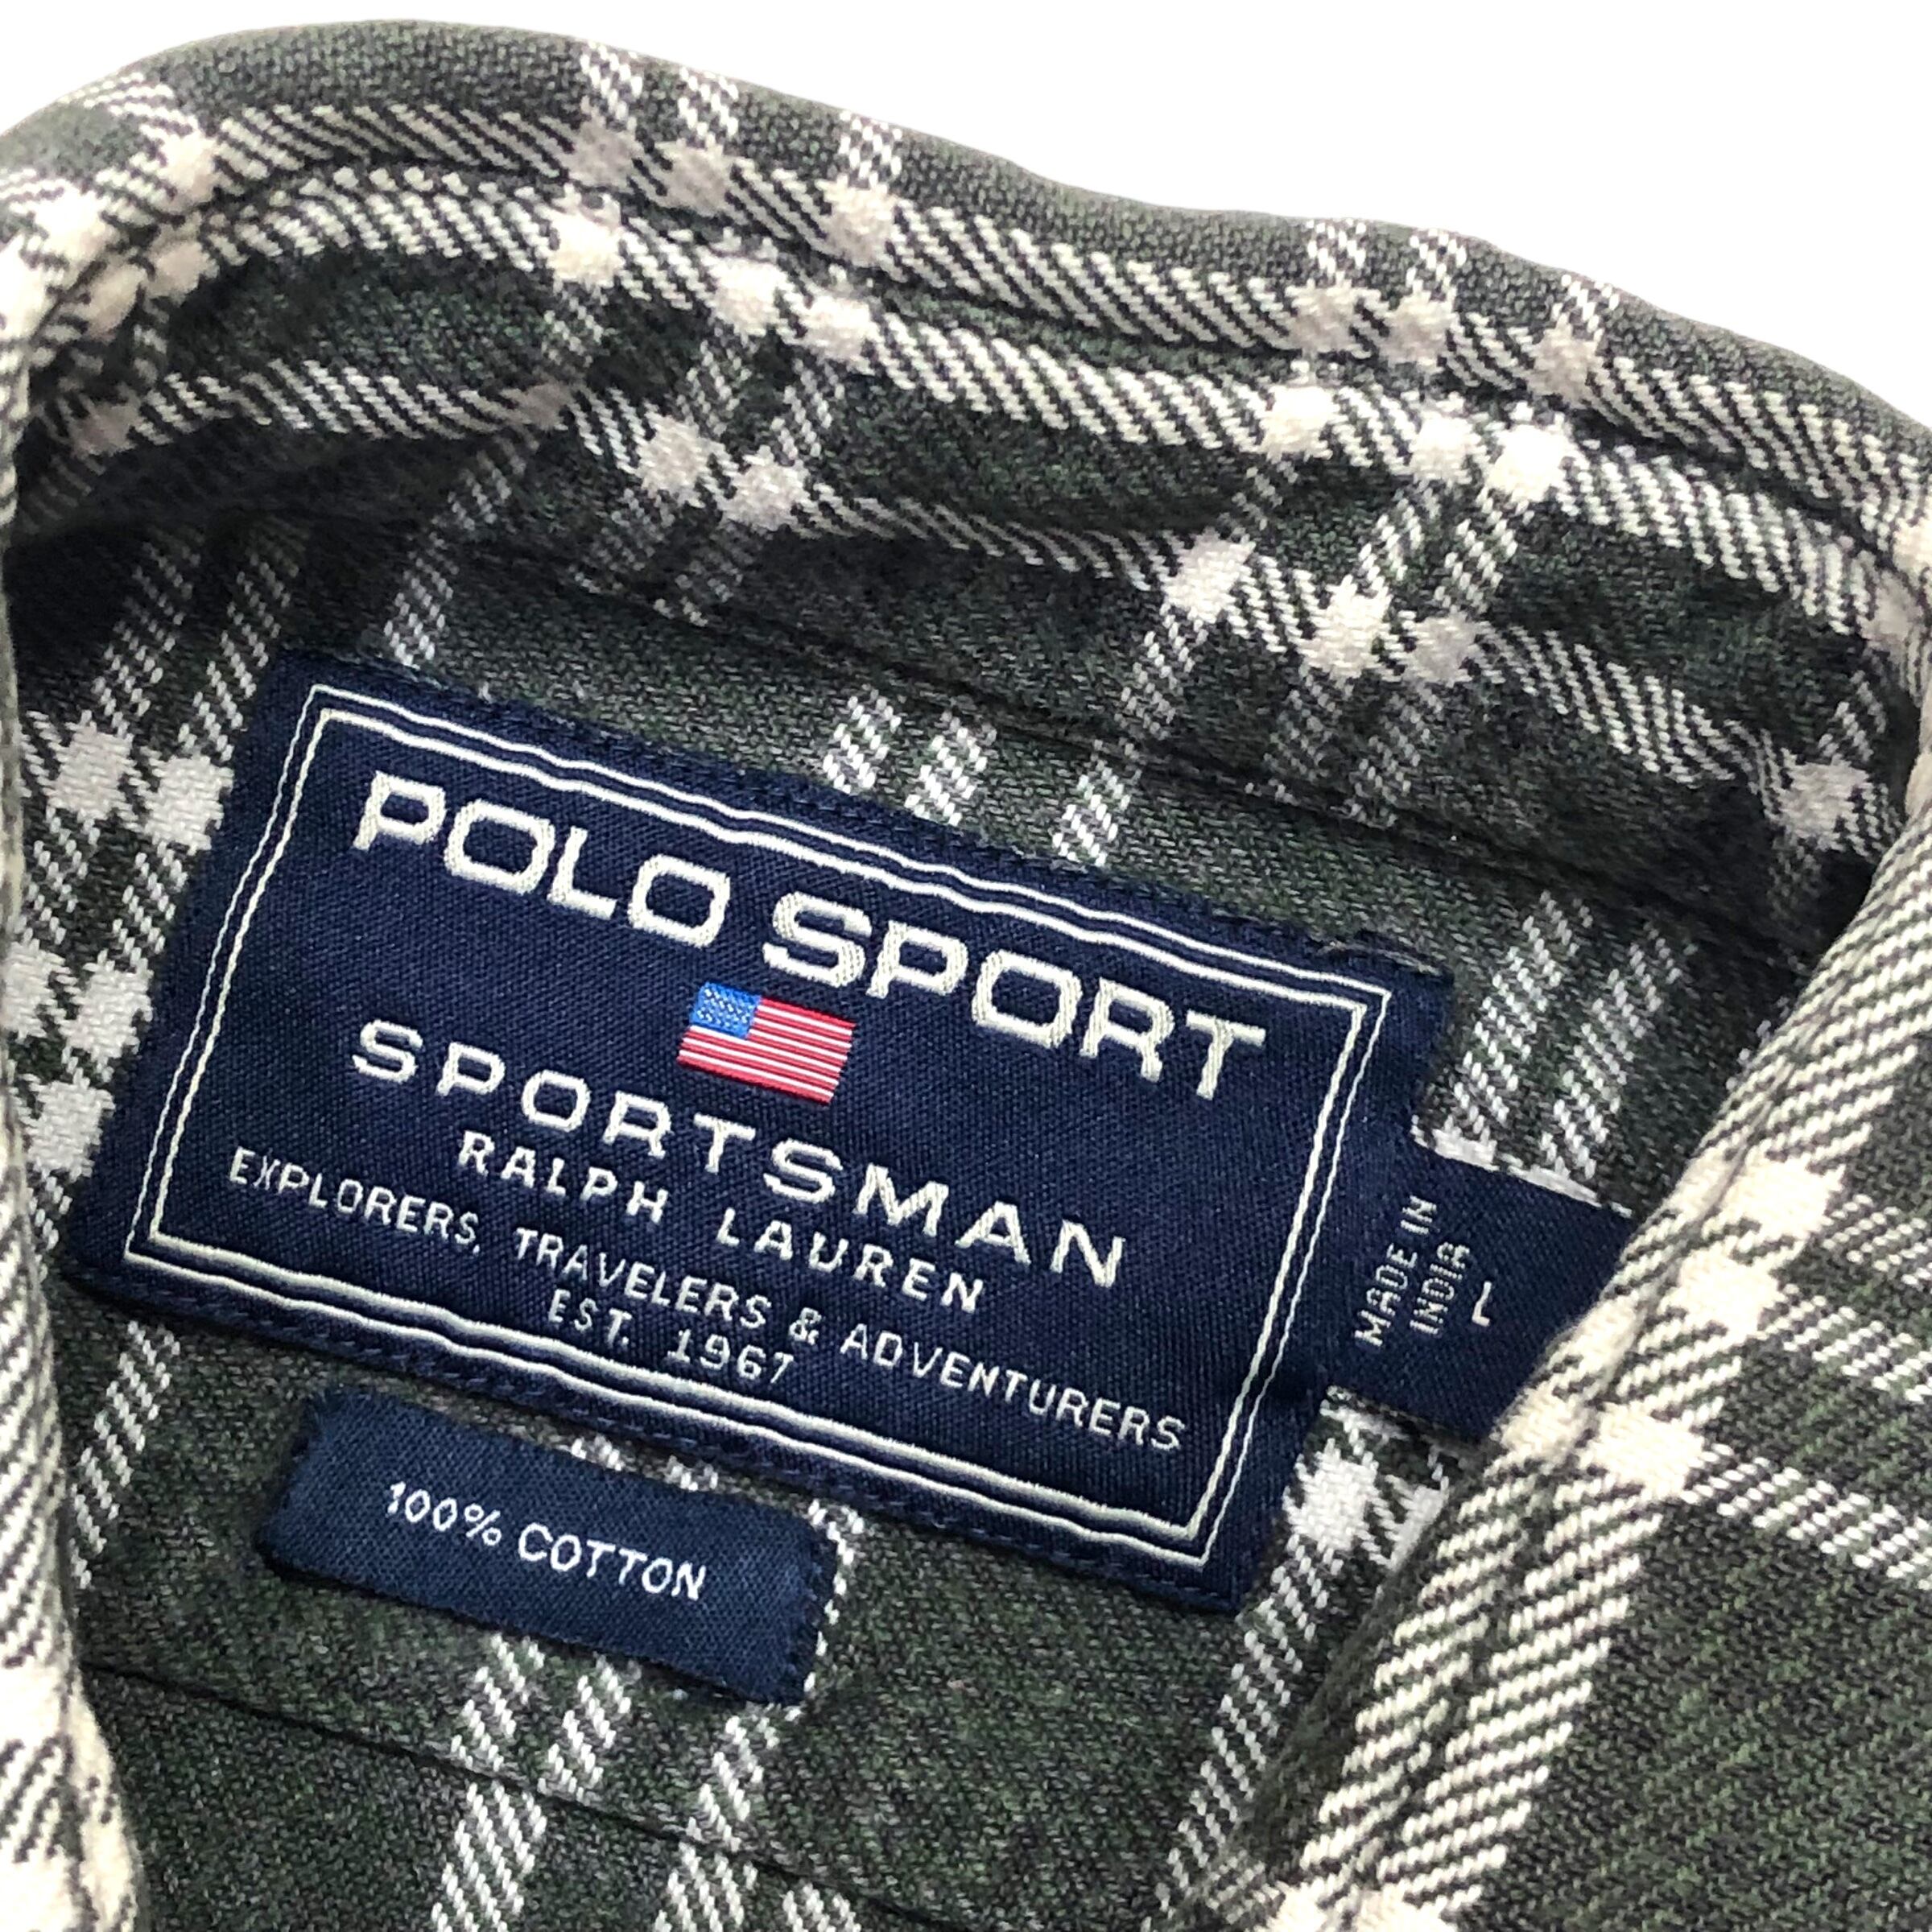 POLO SPORT
SPORTSMAN
RALPH LAUREN
EXPLORERS, TRAVELERS & ADVENTURERS
EST. 1967
MADE IN
INDIA
L
100% COTTON